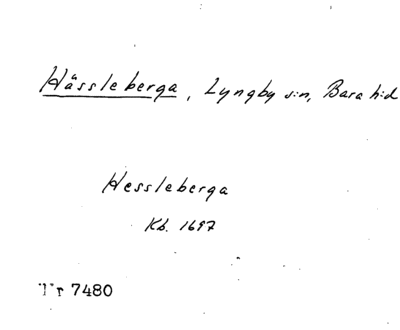 Hässleberga, Lyngby s:n, Bara h:d
Hessleberga
Kb. 1697
Nr 7480